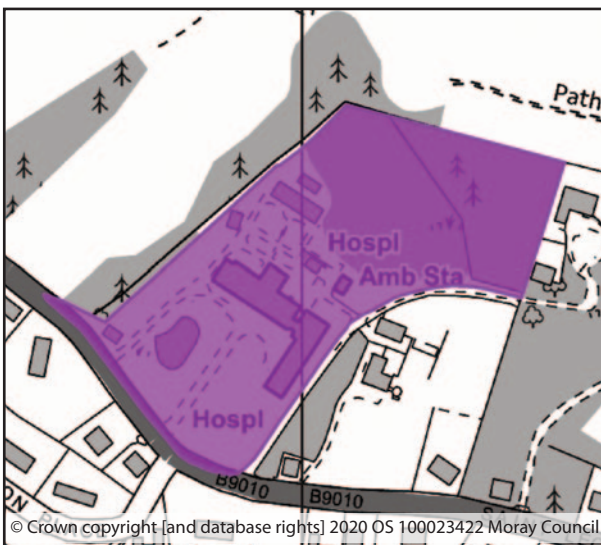 Path
Hospl
Amb Sta
Hospl
B9010
B9010
© Crown copyright [and database rights] 2020 OS 100023422 Moray Council